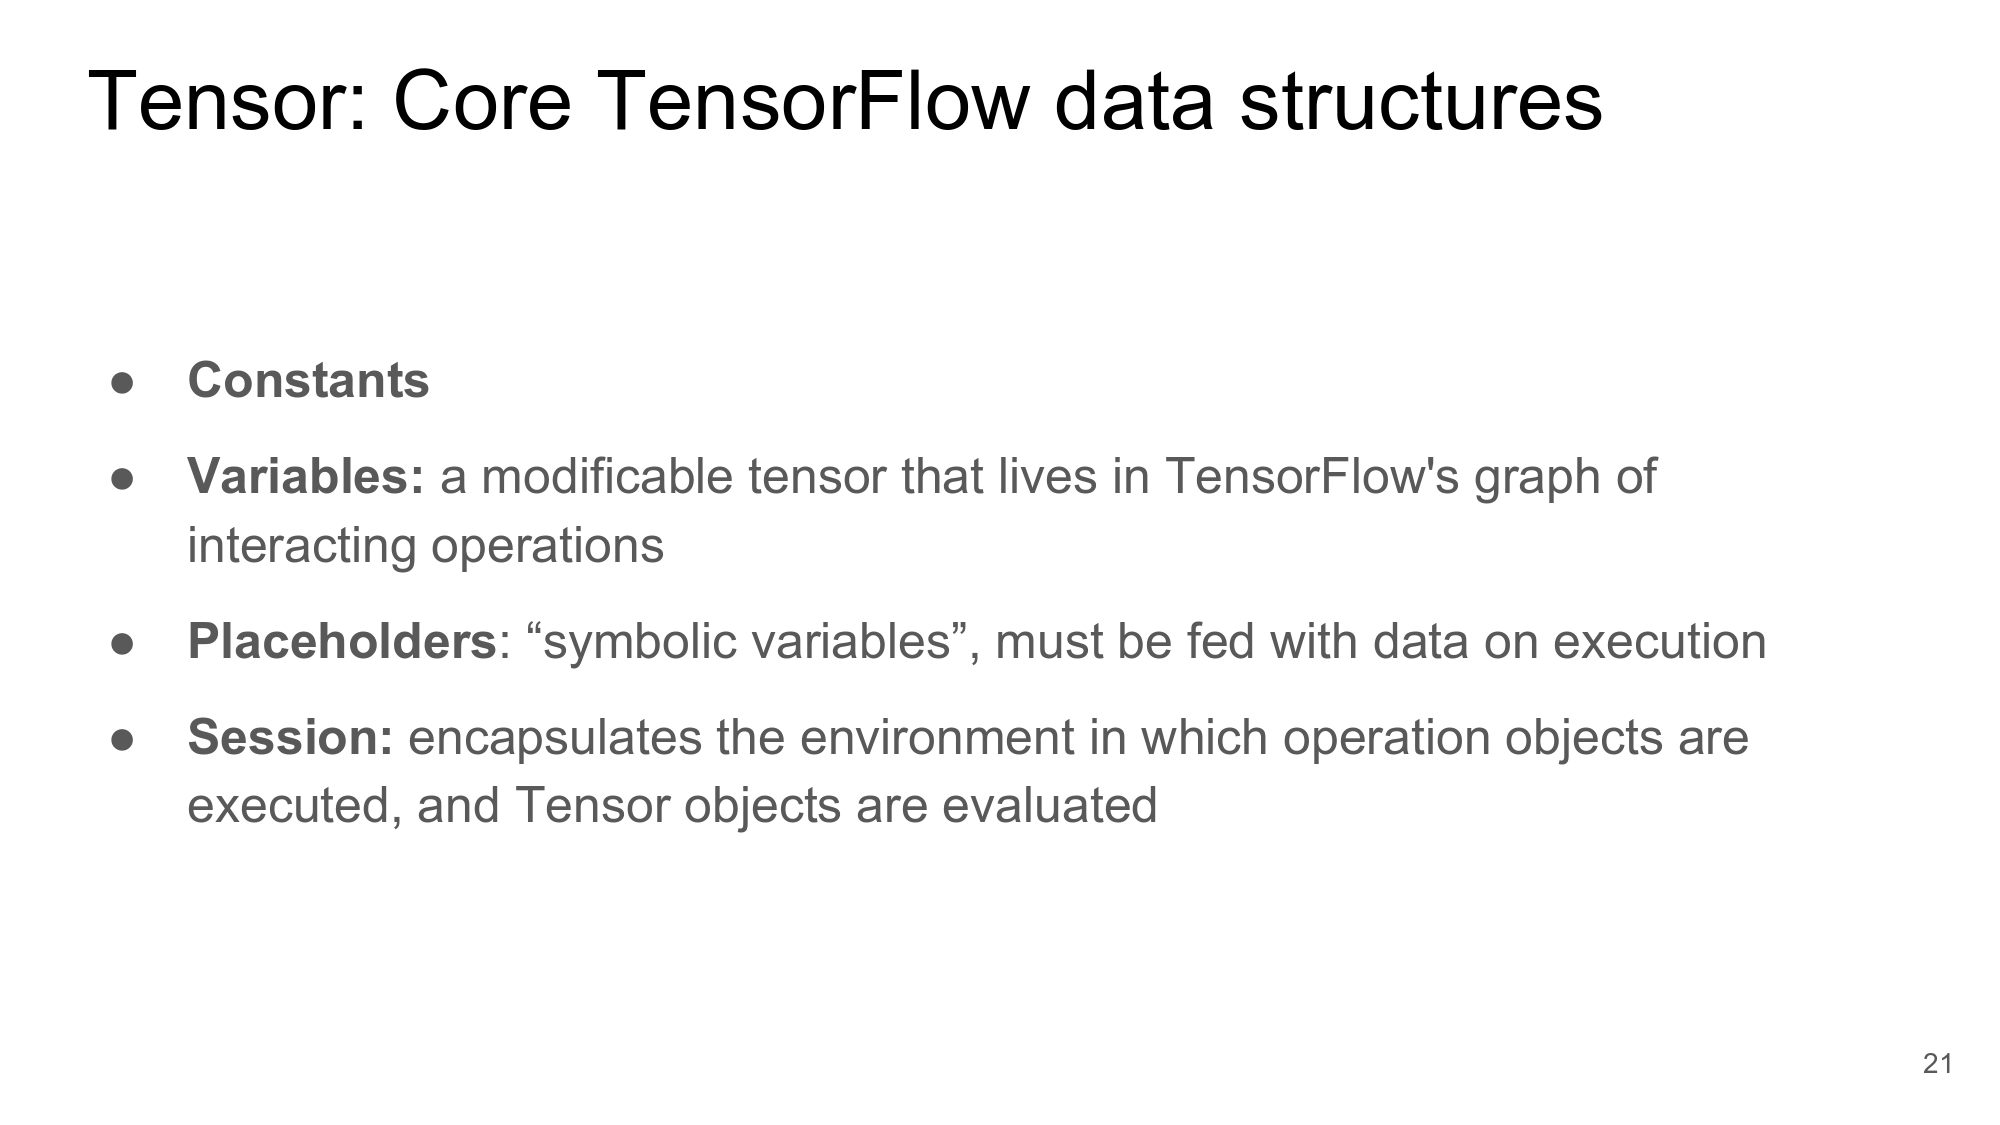 Tensor: Core TensorFlow data structures
● Constants
● Variables: a modificable tensor that lives in TensorFlow's graph of
interacting operations
● Placeholders: “symbolic variables”, must be fed with data on execution
● Session: encapsulates the environment in which operation objects are
executed, and Tensor objects are evaluated
21